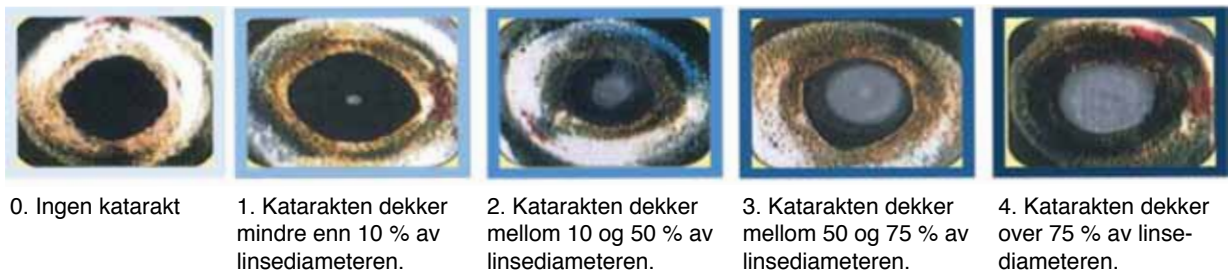 0. Ingen katarakt
1. Katarakten dekker
mindre enn 10 % av
linsediameteren.
2. Katarakten dekker
mellom 10 og 50 % av
linsediameteren.
3. Katarakten dekker
mellom 50 og 75 % av
linsediameteren.
4. Katarakten dekker
over 75 % av linse-
diameteren.